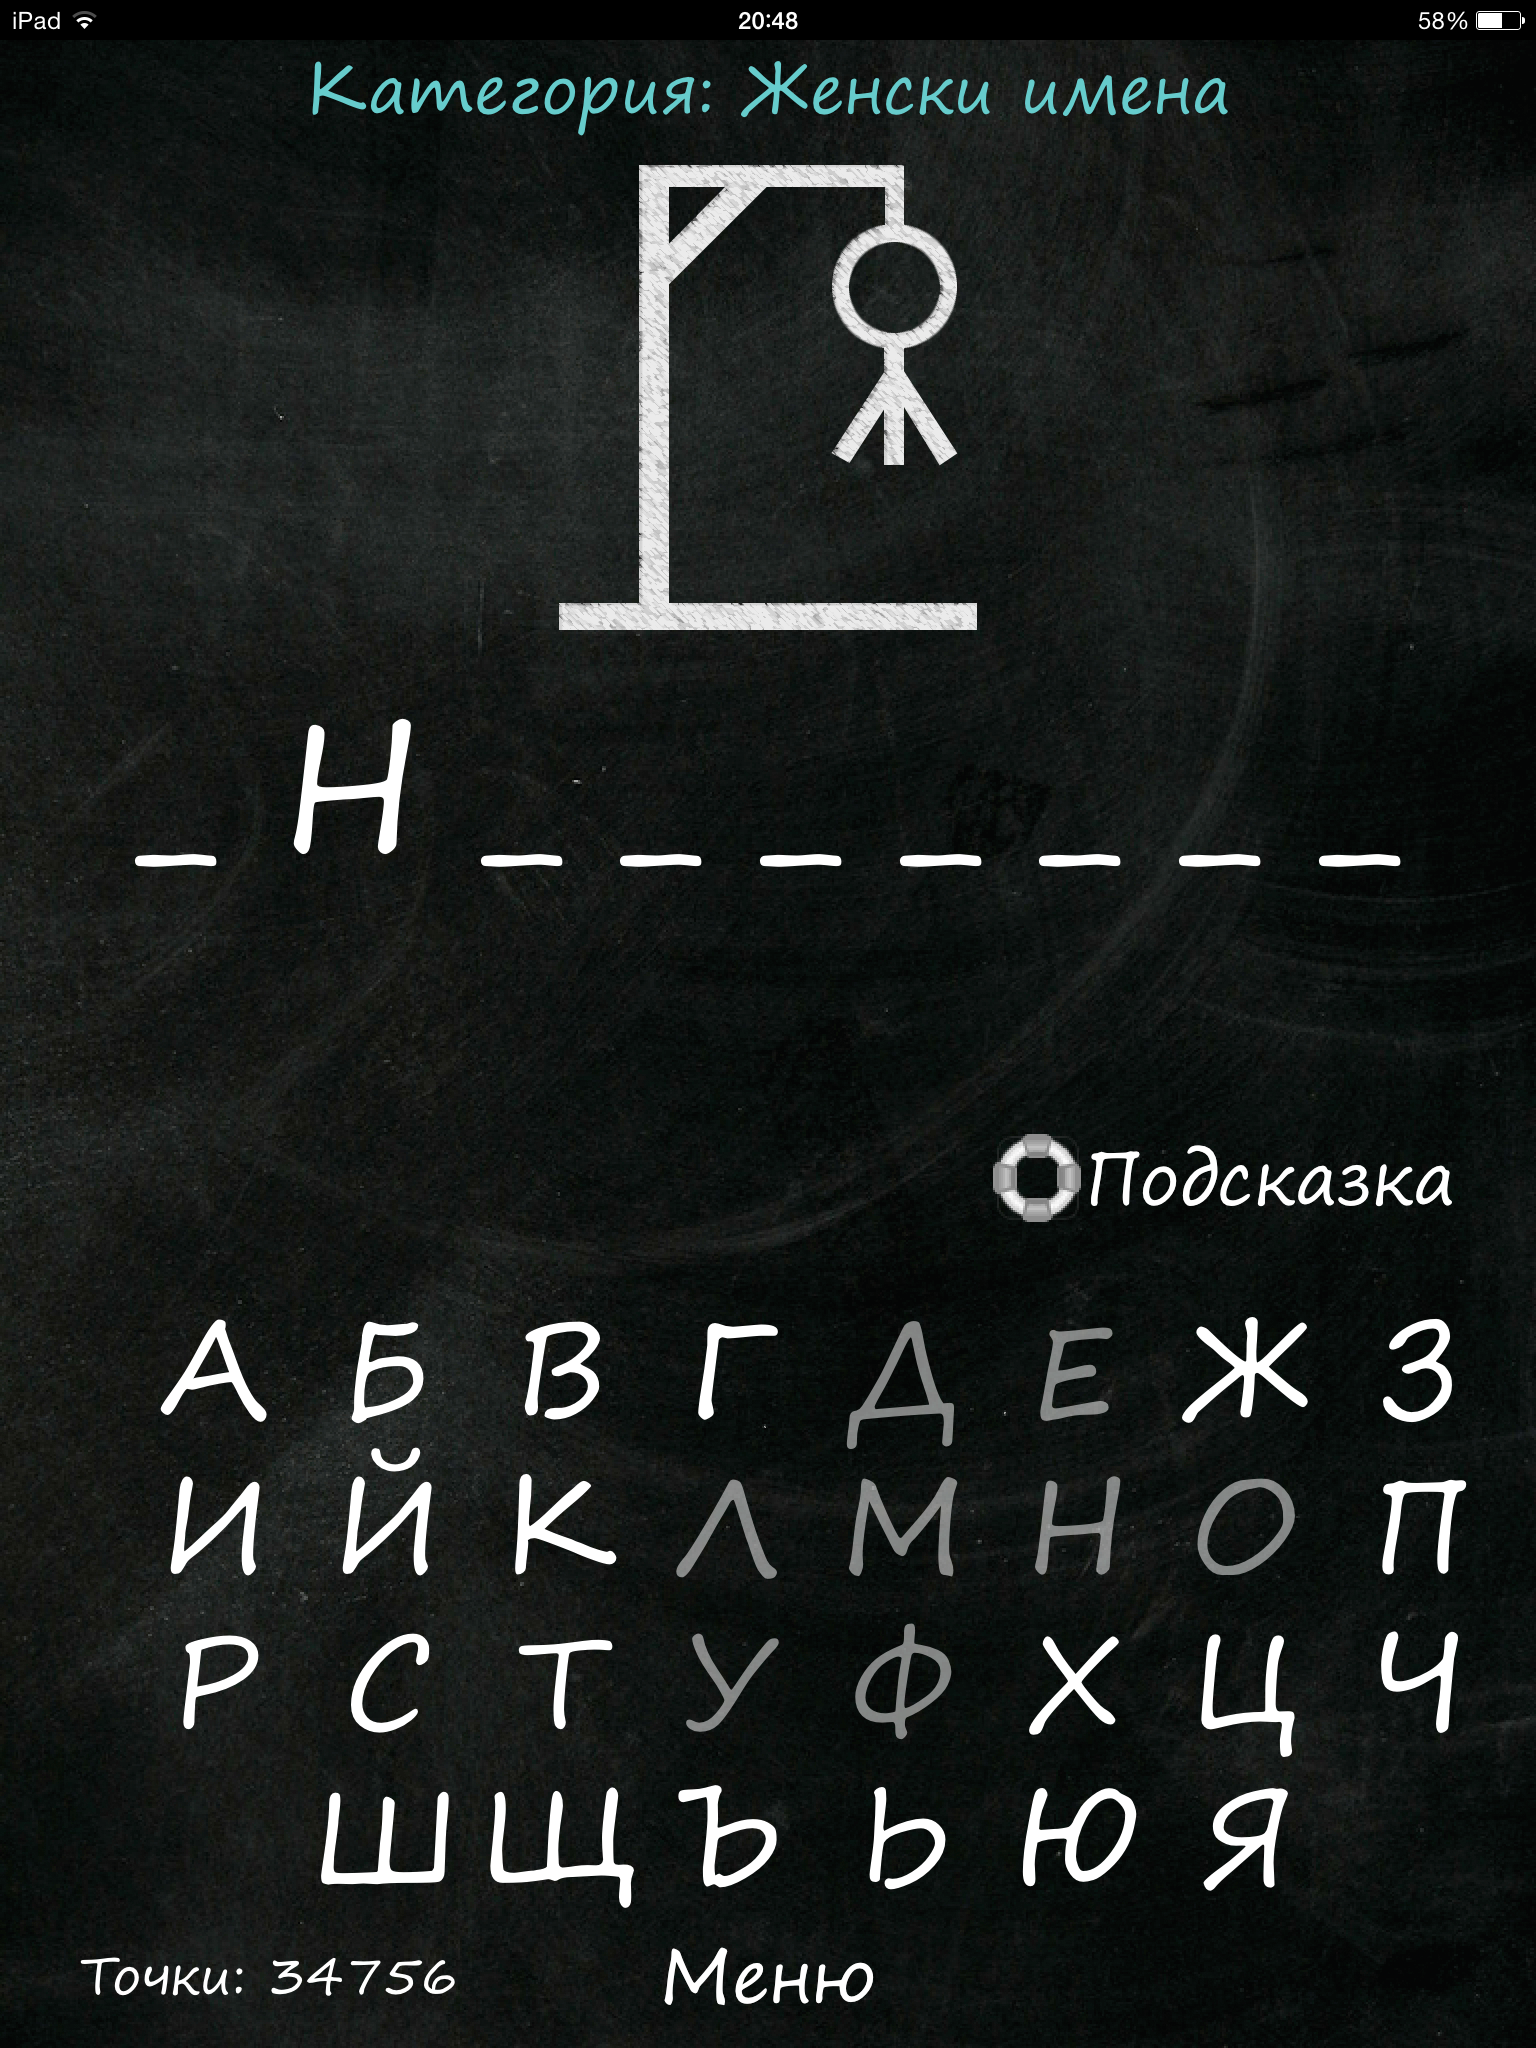 iPad 20:48 58%
Категория: Женски имена
_ Н _ _ _ _ _ _ _
Подсказка
А Б В Г Д Е Ж З
И Й К Л М Н О П
Р С Т У Ф Х Ц Ч
Ш Щ Ъ Ь Ю Я
Точки: 34756 Меню